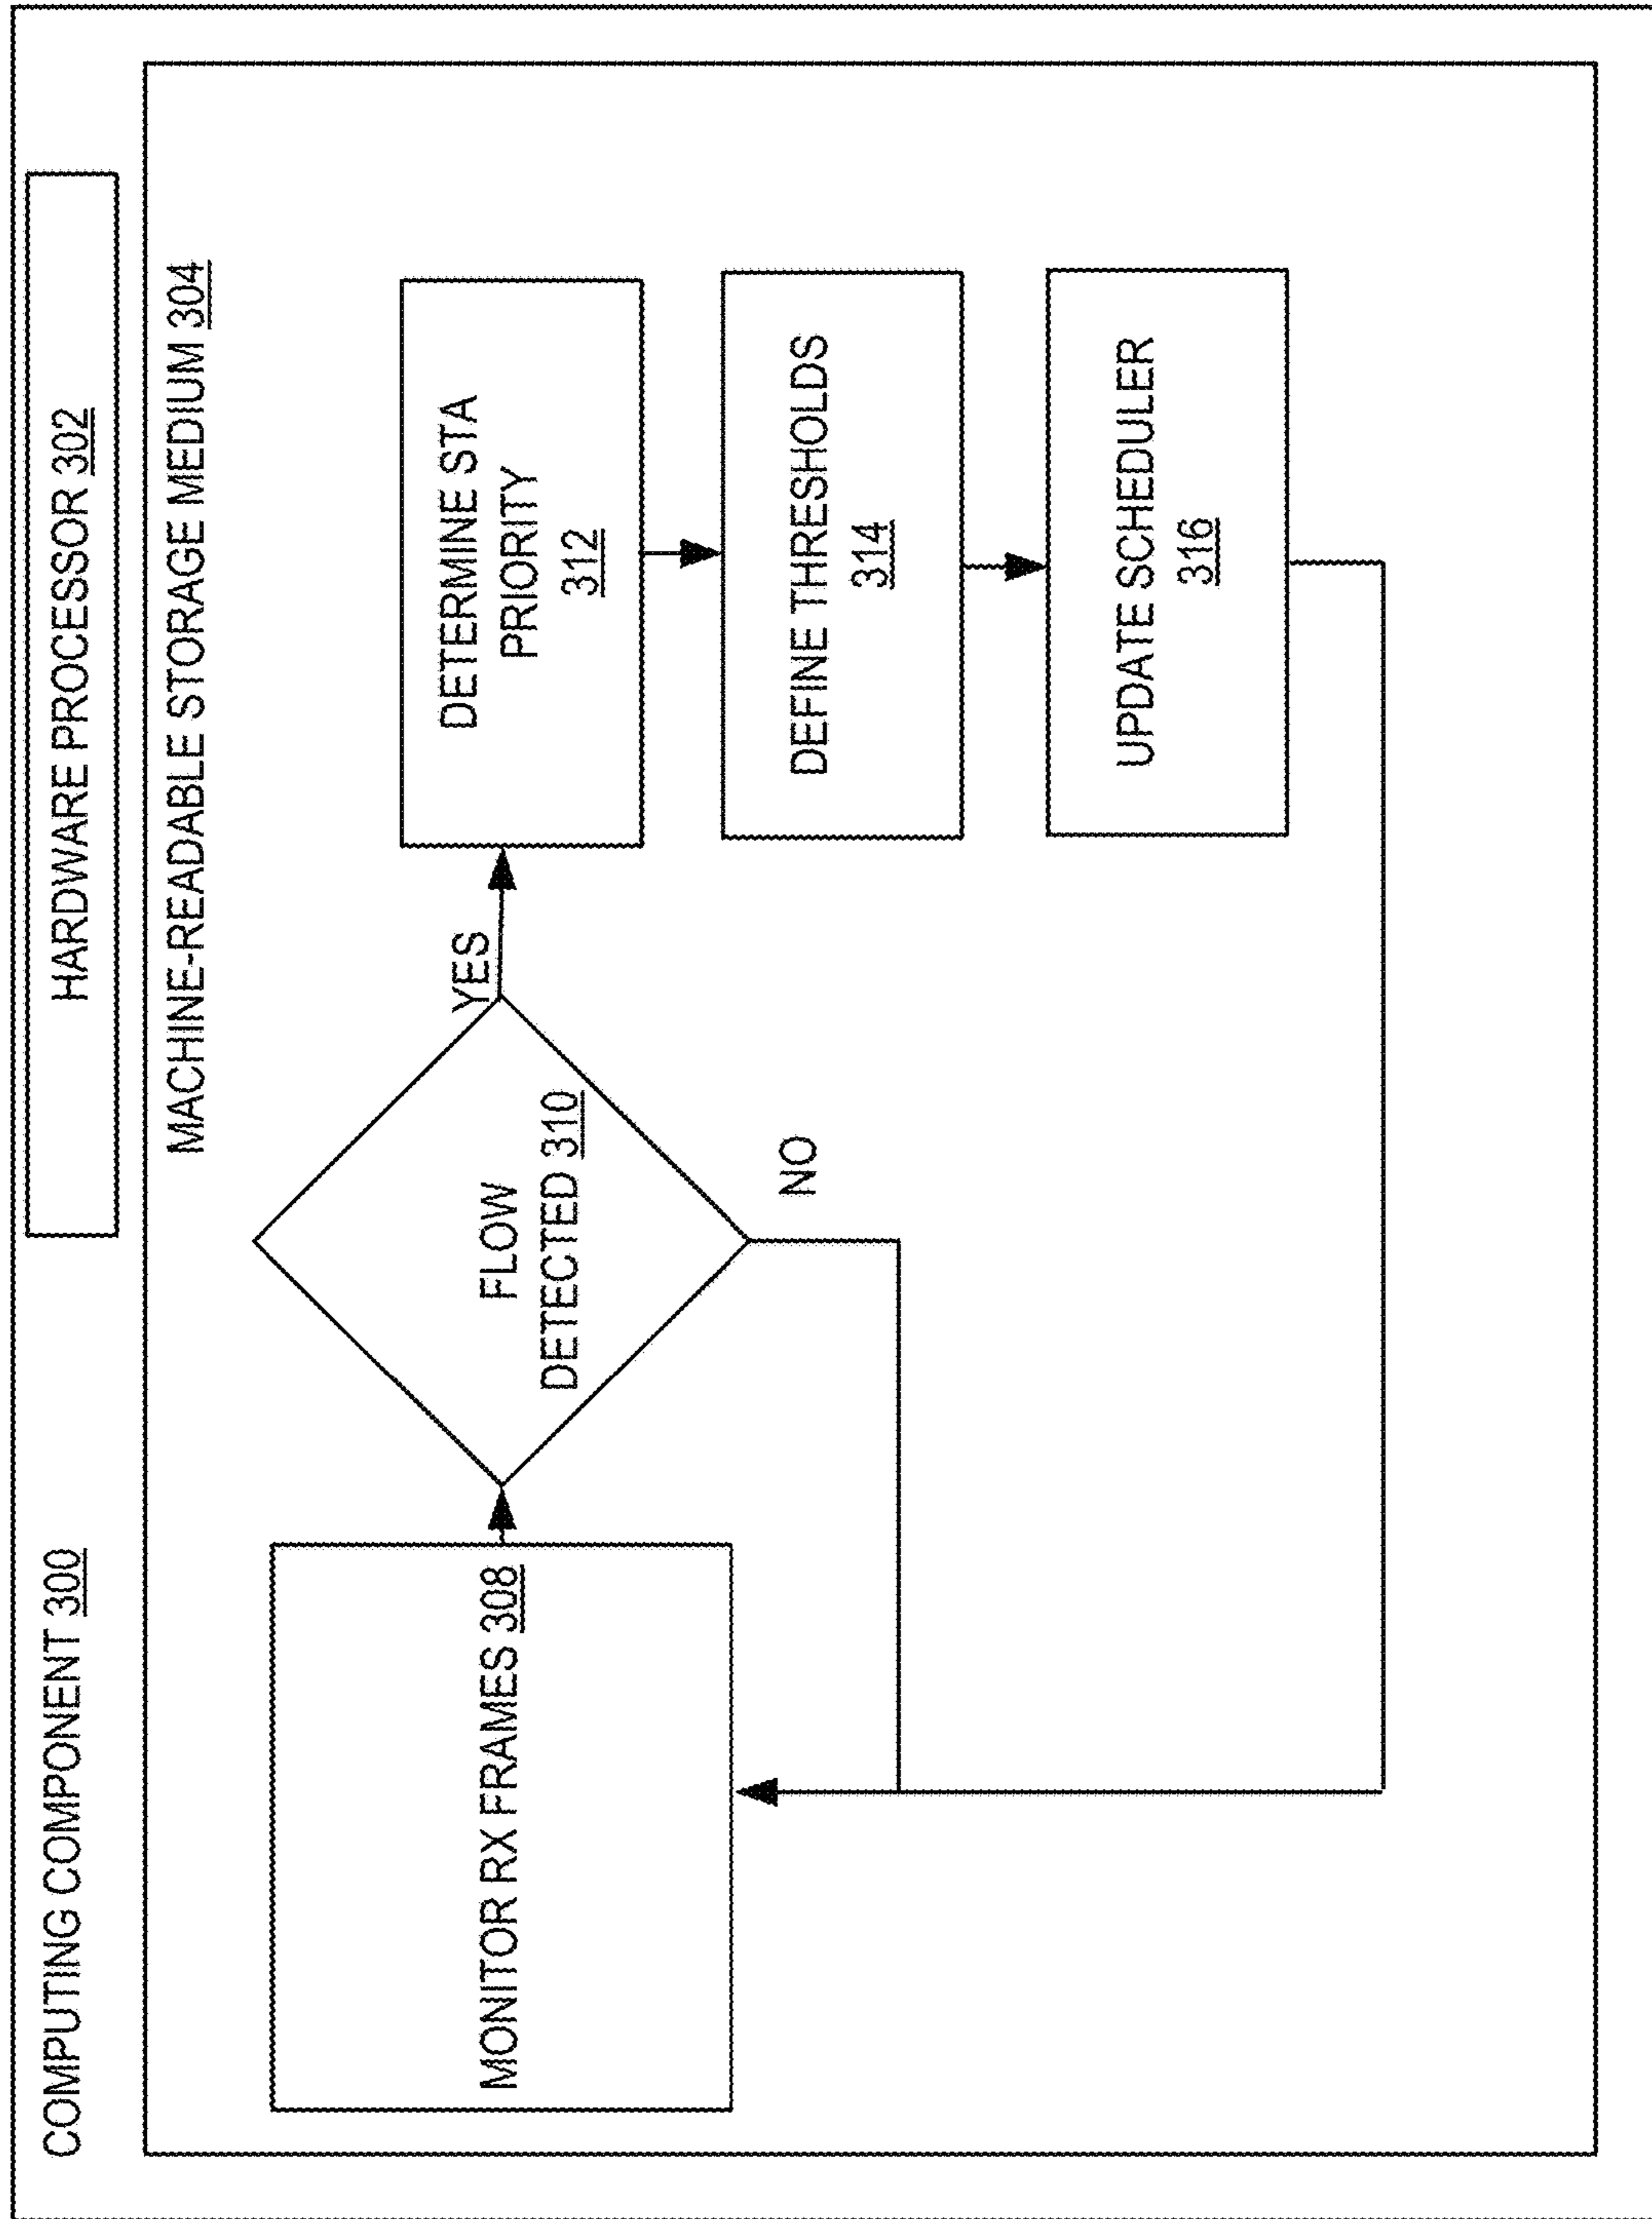 COMPUTING COMPONENT 300
HARDWARE PROCESSOR 302
MACHINE-READABLE STORAGE MEDIUM 304
MONITOR RX FRAMES 308
FLOW
DETECTED 310
YES
NO
DETERMINE STA
PRIORITY
312
DEFINE THRESHOLDS
314
UPDATE SCHEDULER
316